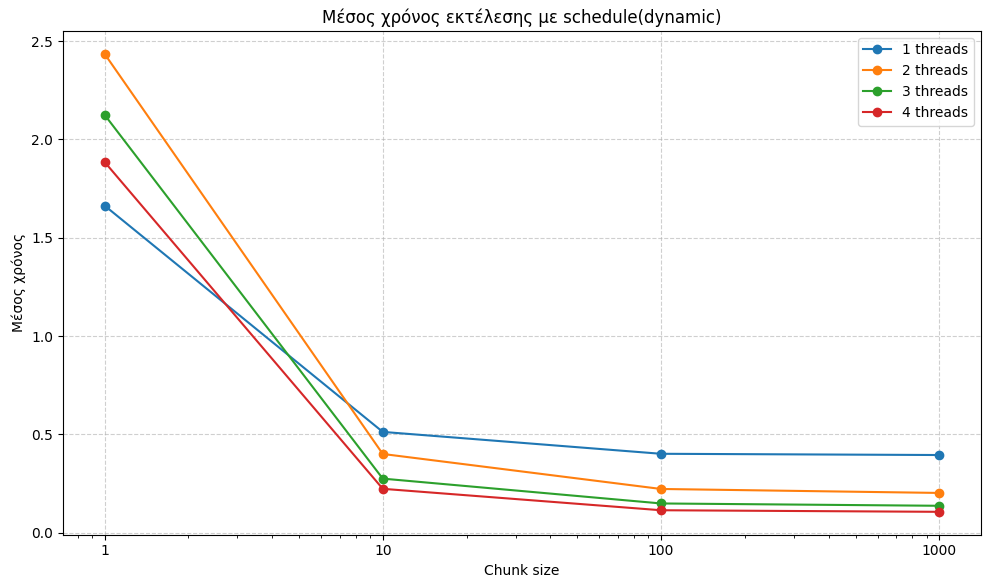 Μέσος χρόνος εκτέλεσης με schedule(dynamic)
1 threads
2 threads
3 threads
4 threads
Μέσος χρόνος
2.5
2.0
1.5
1.0
0.5
0.0
1 10 100 1000
Chunk size